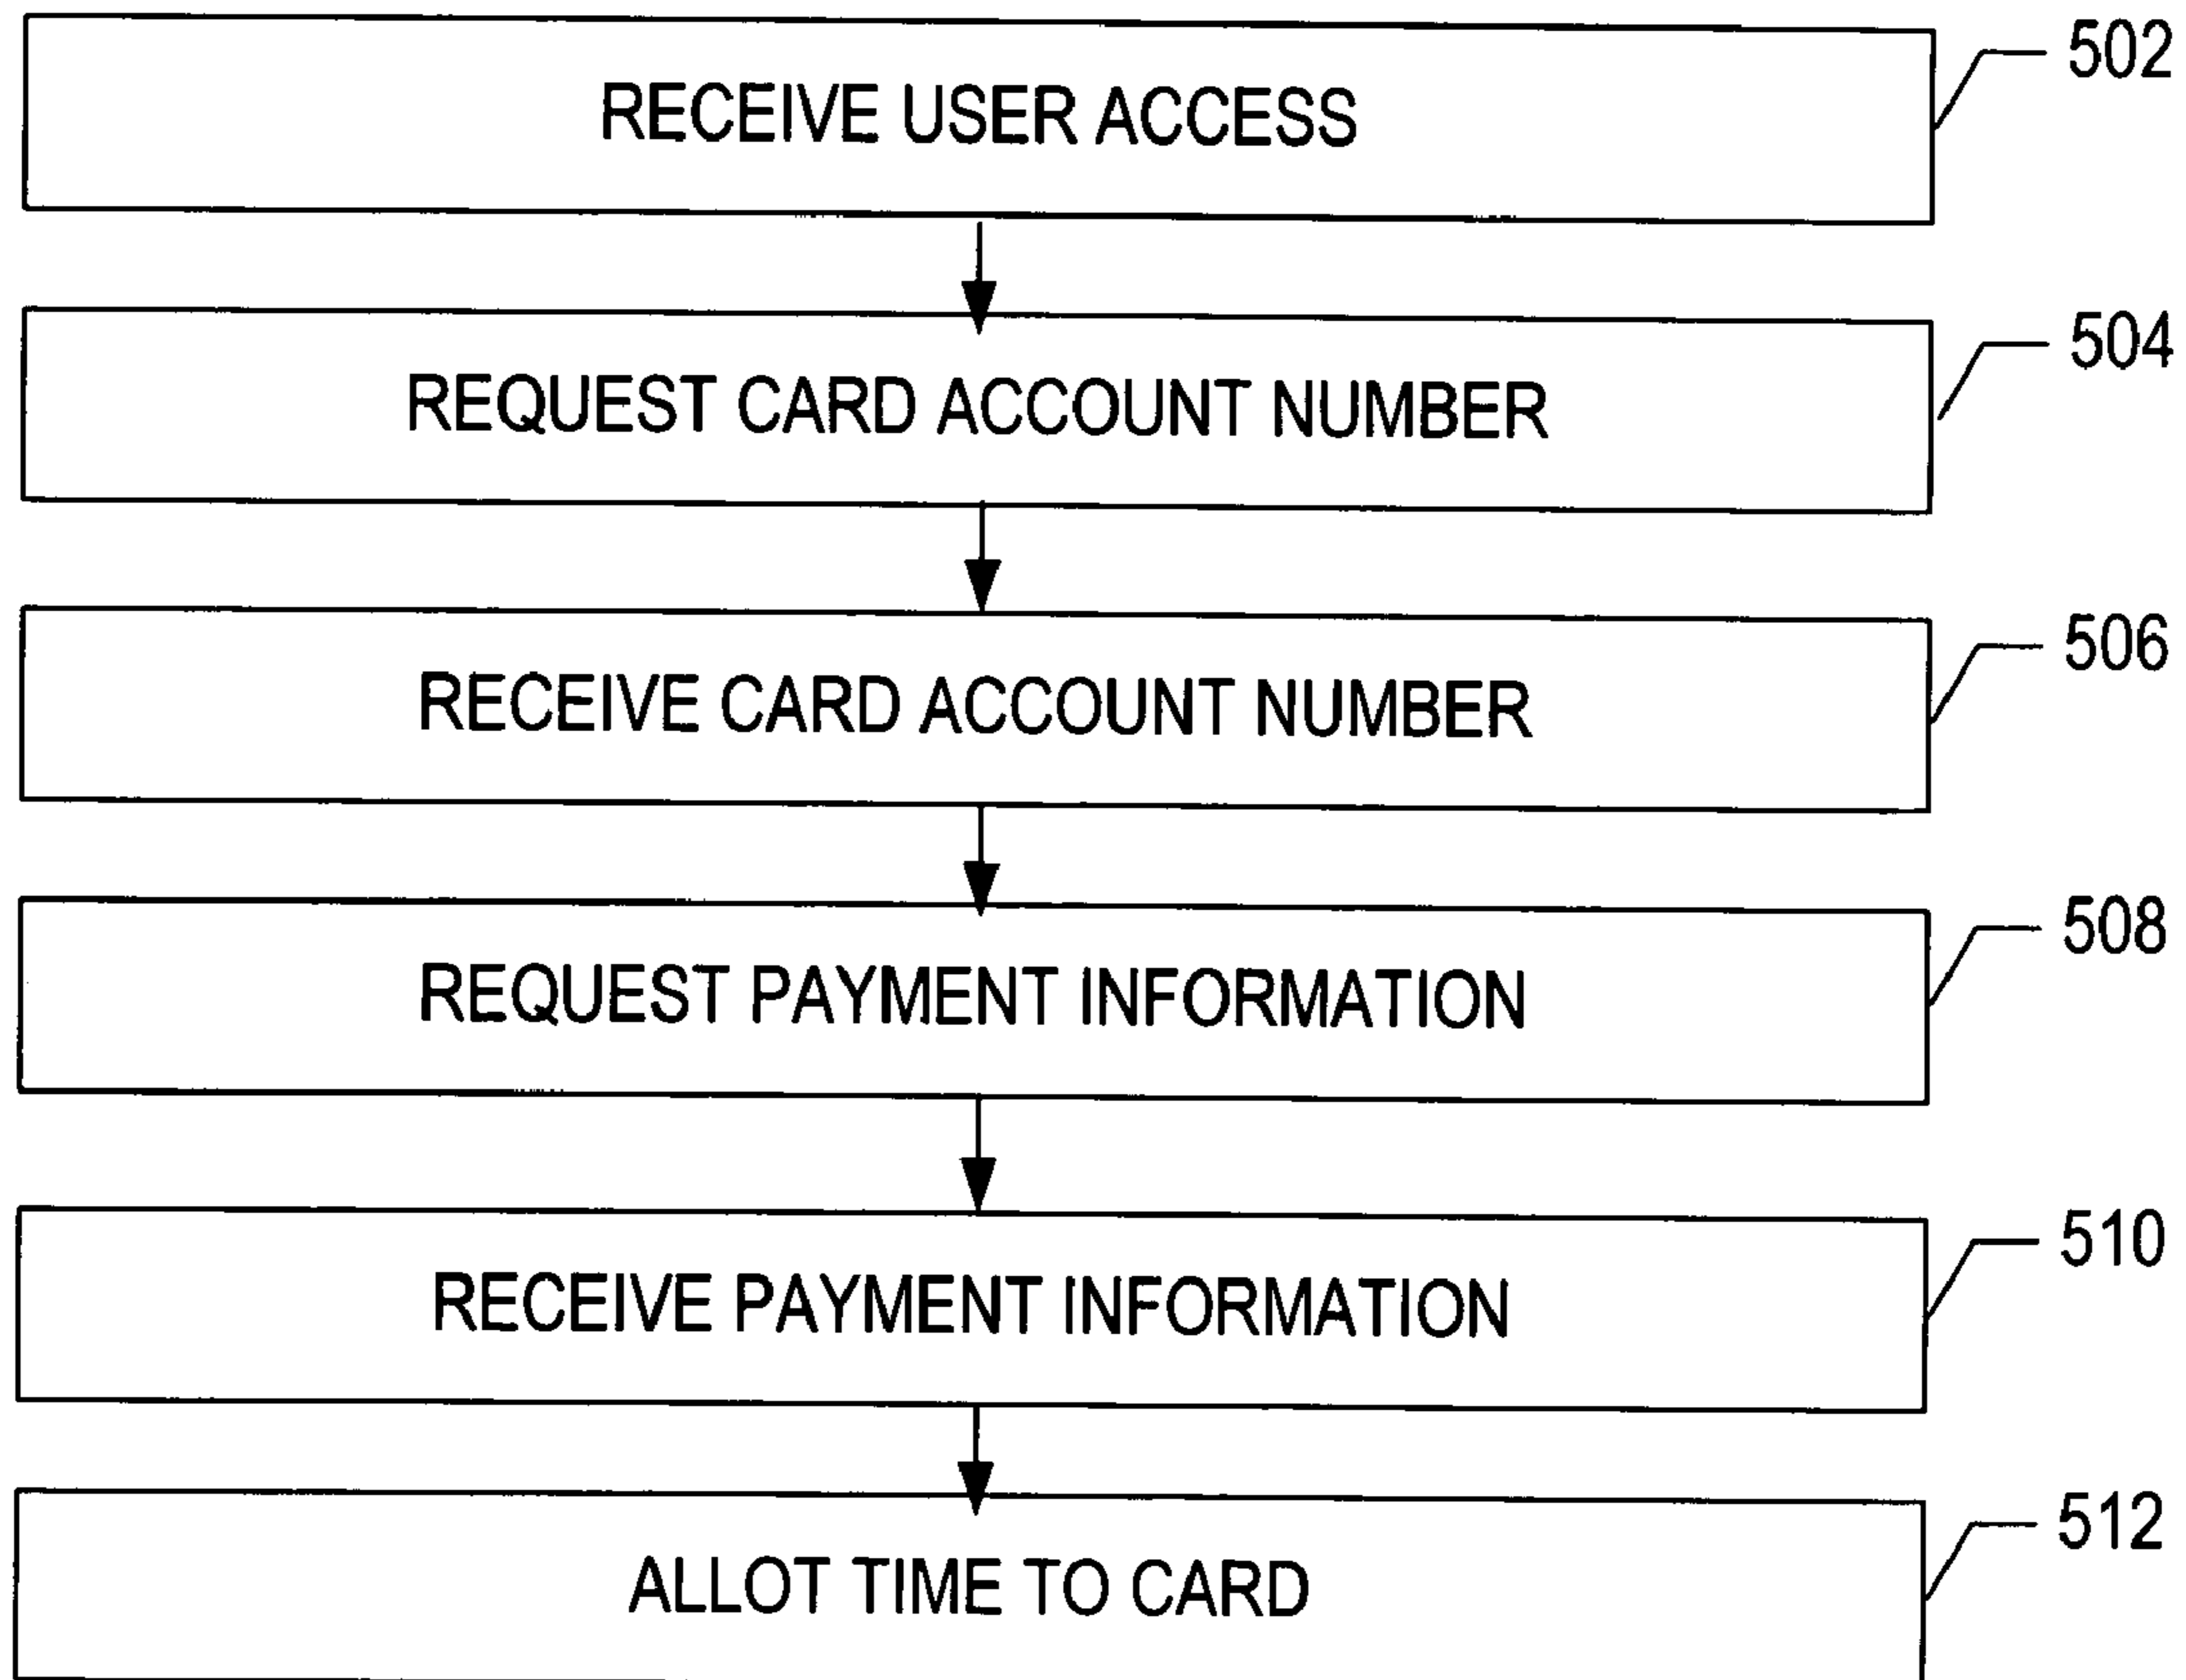 RECEIVE USER ACCESS
502
REQUEST CARD ACCOUNT NUMBER
504
RECEIVE CARD ACCOUNT NUMBER
506
REQUEST PAYMENT INFORMATION
508
RECEIVE PAYMENT INFORMATION
510
ALLOT TIME TO CARD
512